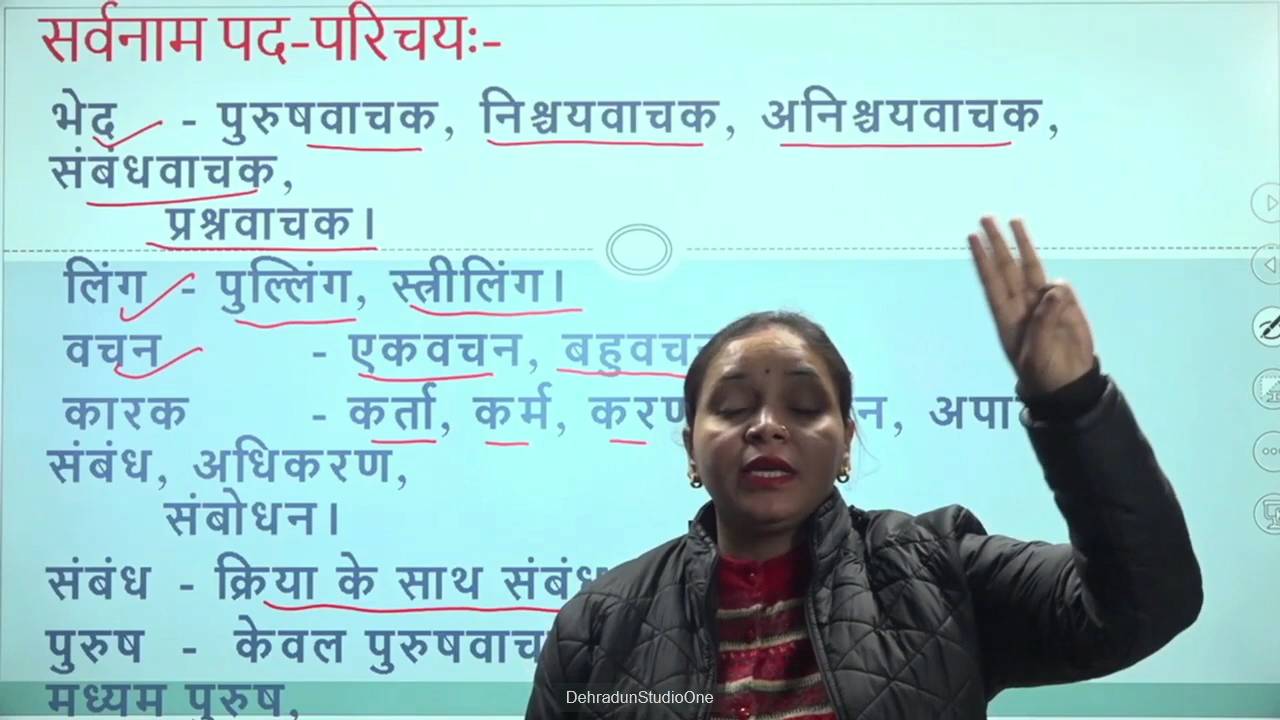 सर्वनाम पद-परिचयः-
भेद - पुरुषवाचक, निश्चयवाचक, अनिश्चयवाचक,
संबंधवाचक,
प्रश्नवाचक।
लिंग - पुल्लिंग, स्त्रीलिंग।
वचन - एकवचन,
कारक - कर्ता, कर्म,
संबंध, अधिकरण,
संबोधन।
संबंध - क्रिया के साथ
पुरुष - केवल
मध्यम पुरुष,
DehradunStudioOne